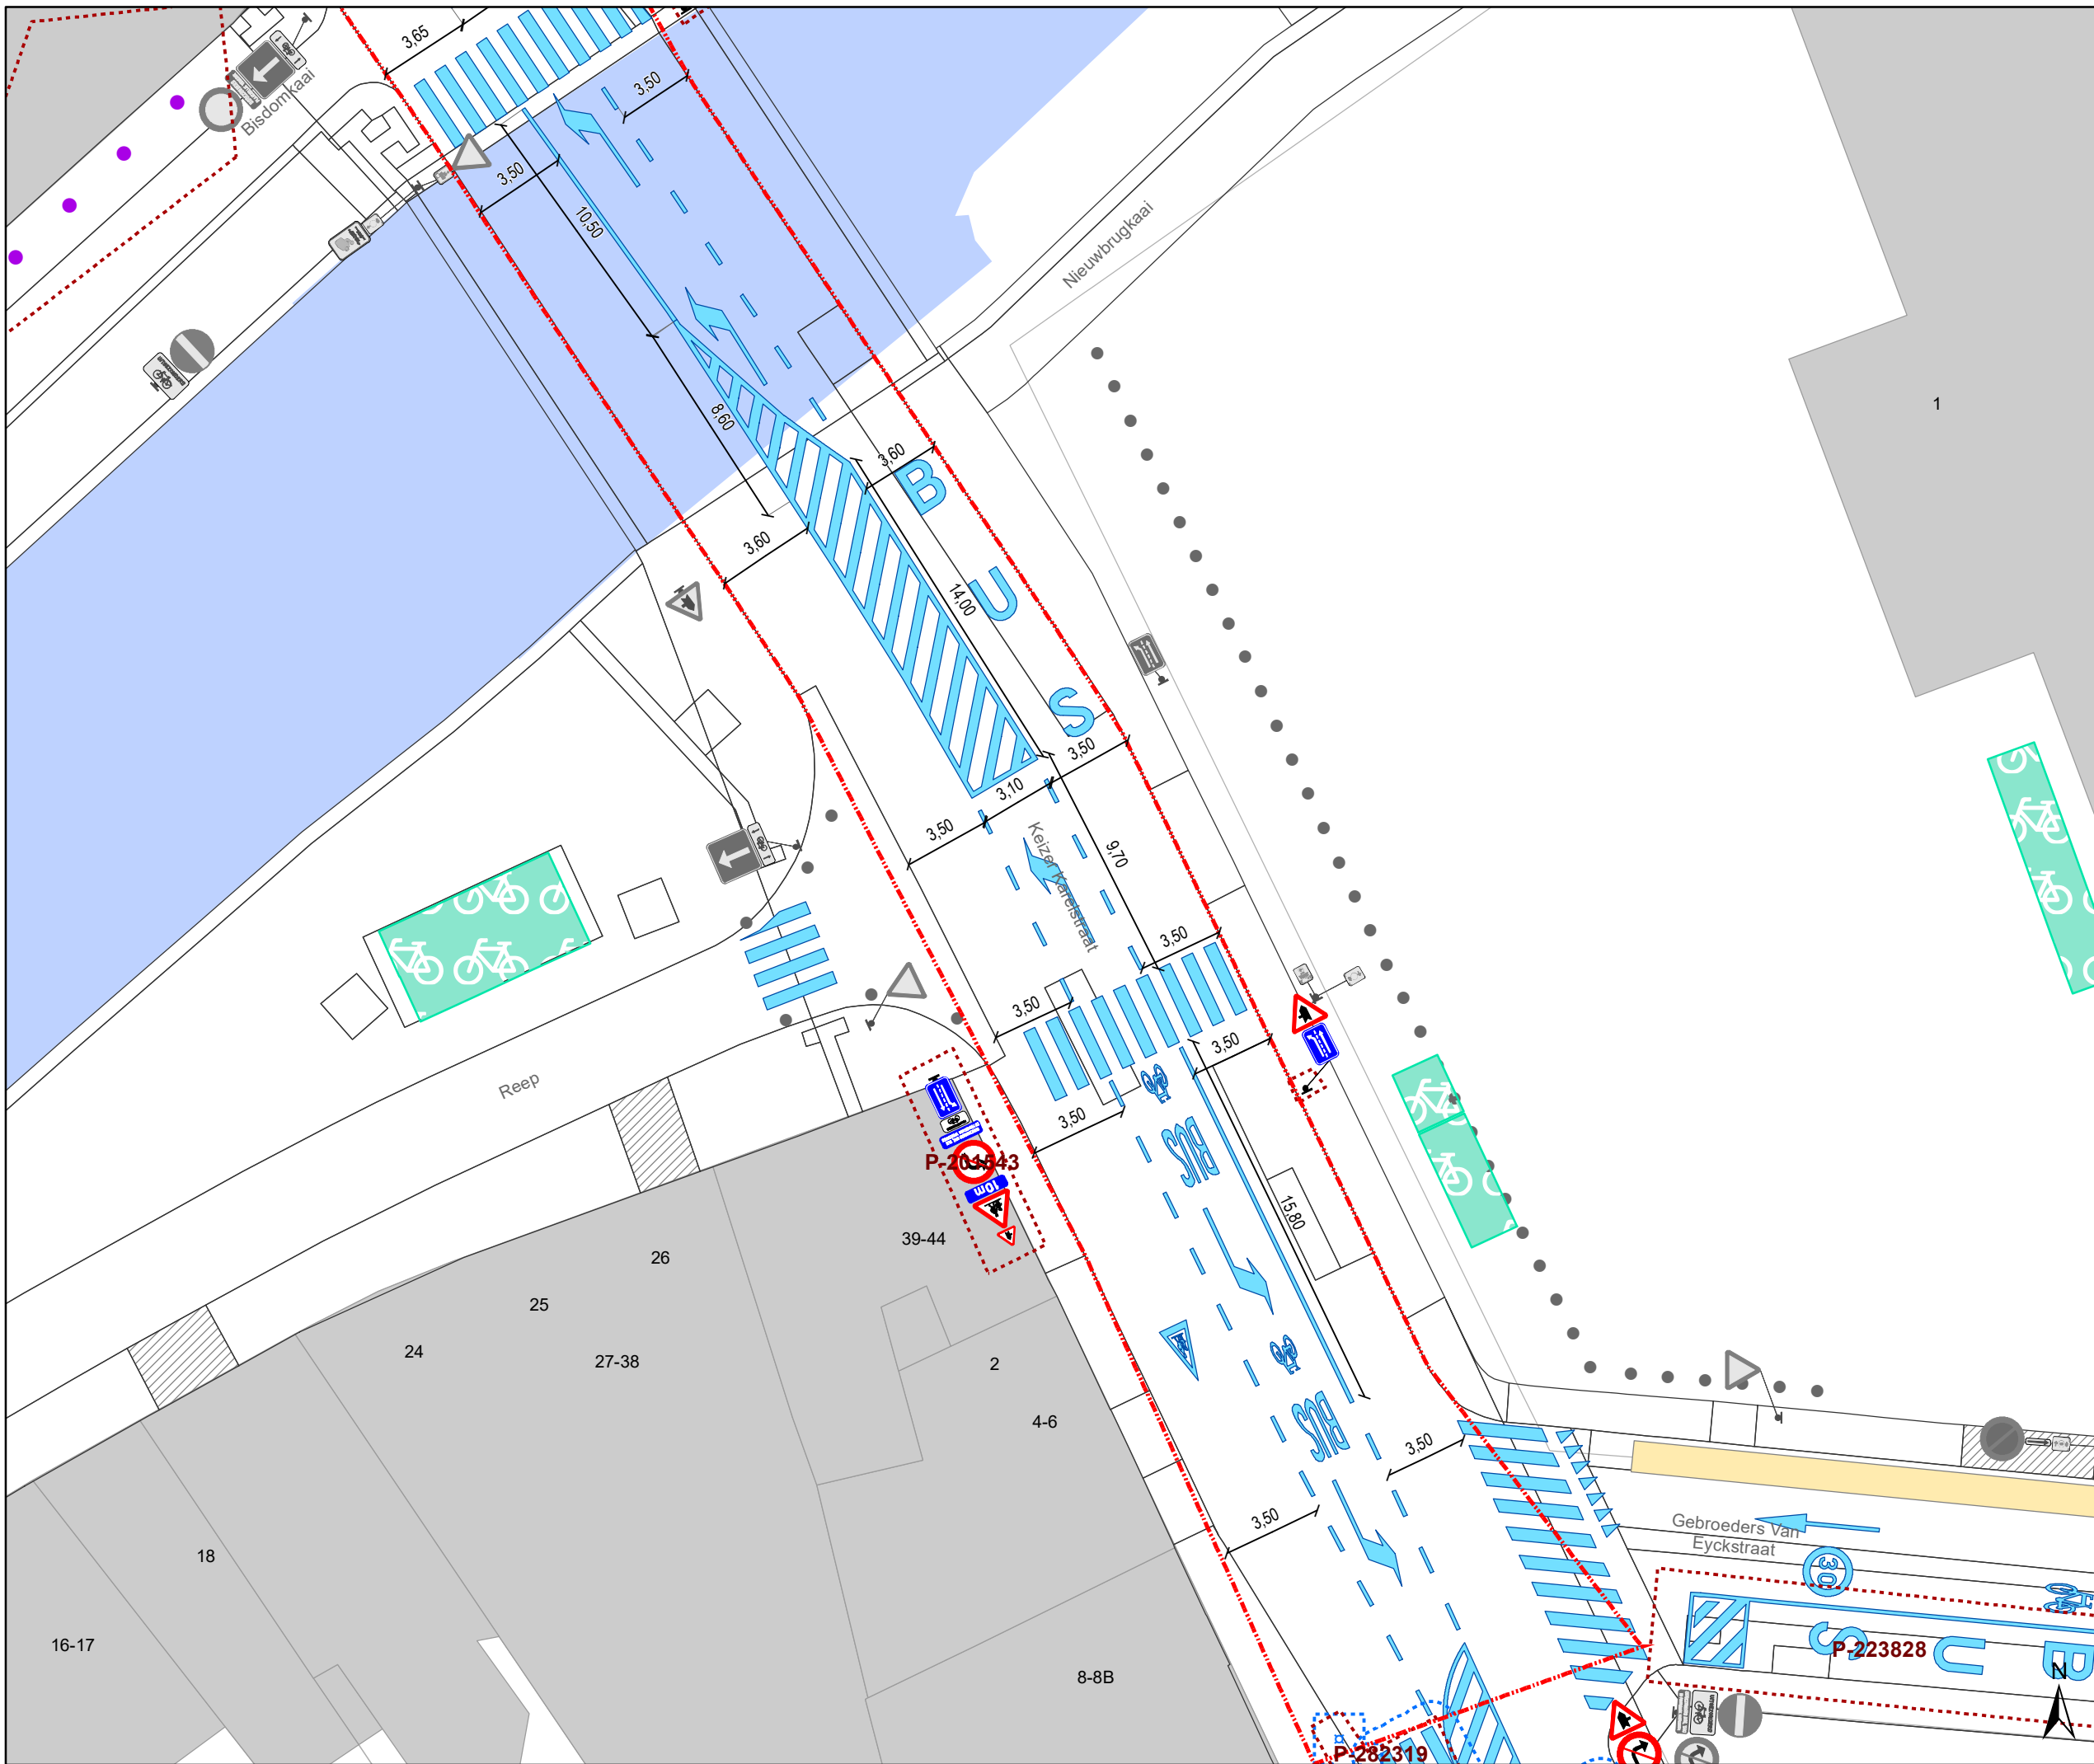 3,65
3,50
Bisdomkaai
3,50
10,50
Nieuwbrugkaai
8,60
3,60
B
U
S
1
3,60
14,00
3,50
3,10
3,50
Keizer Karelstraat
9,70
3,50
3,50
3,50
3,50
Reep
P-201543
10m
BUS
15,80
39-44
26
25
24
27-38
2
4-6
BUS
3,50
3,50
Gebroeders Van
Eyckstraat
30
18
16-17
8-8B
S
U
B
P-223828
N
P-282319